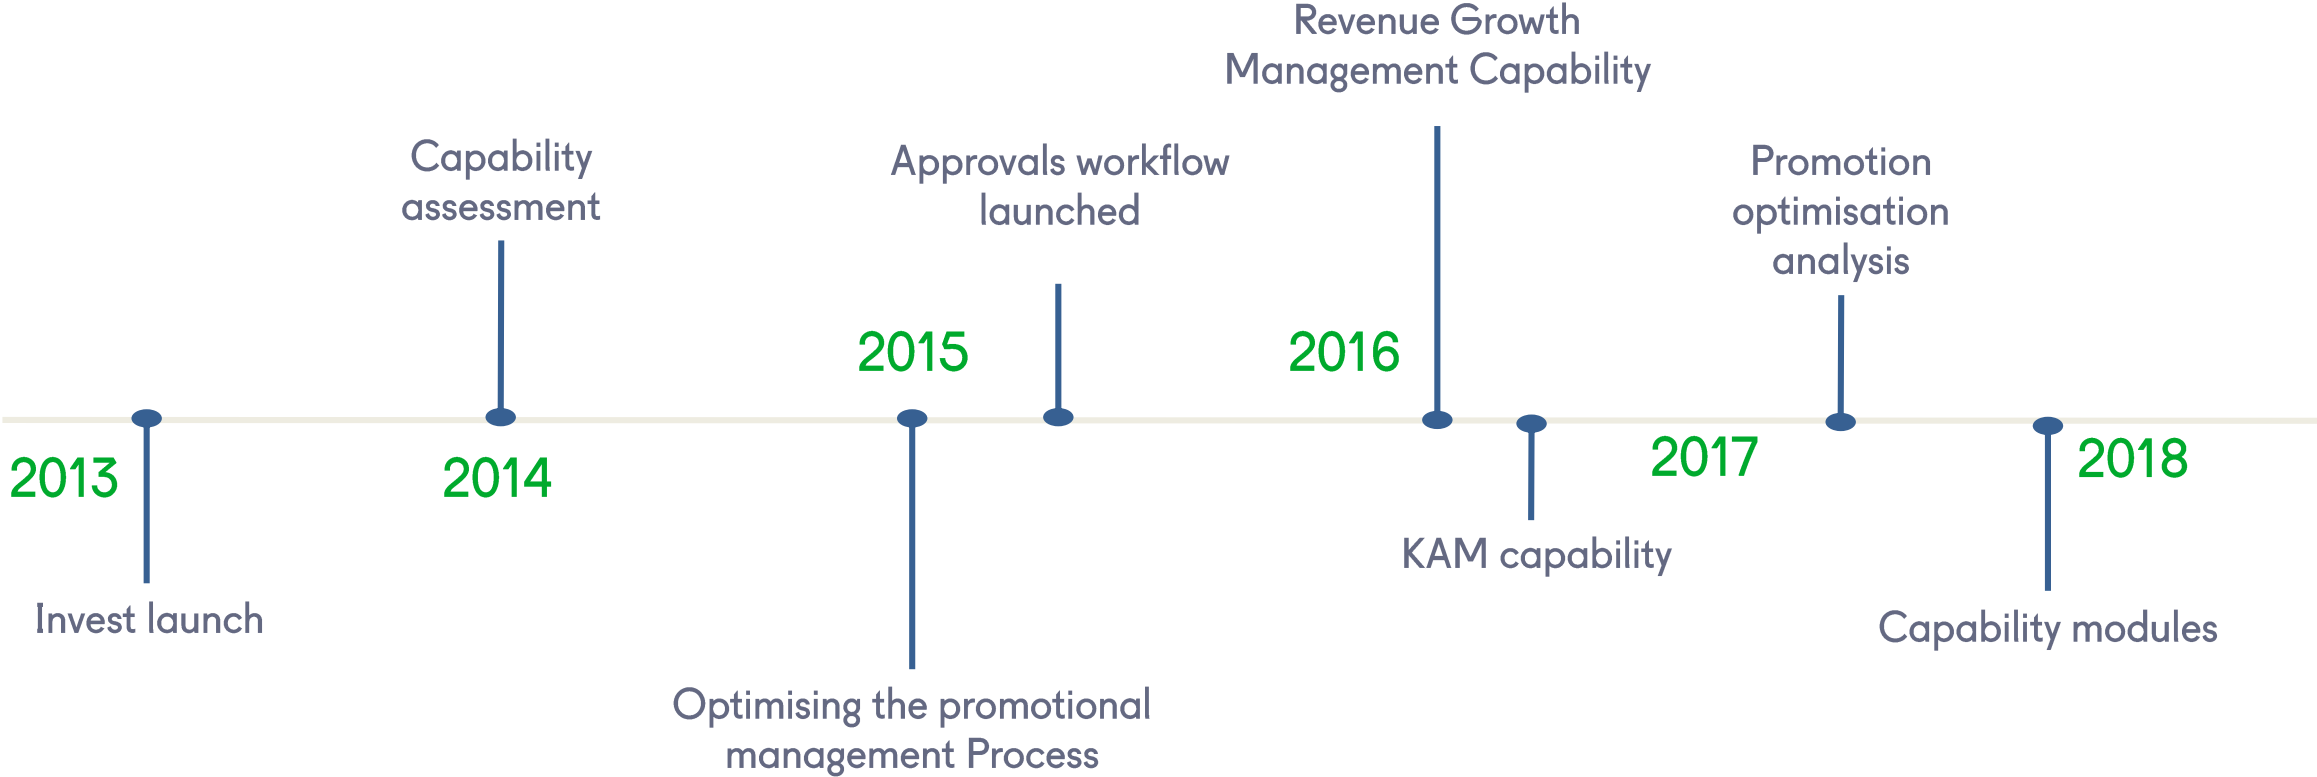 Revenue Growth
Management Capability
Capability
assessment
Approvals workflow
launched
Promotion
optimisation
analysis
2015
2016
2013
2014
2017
2018
KAM capability
Invest launch
Capability modules
Optimising the promotional
management Process